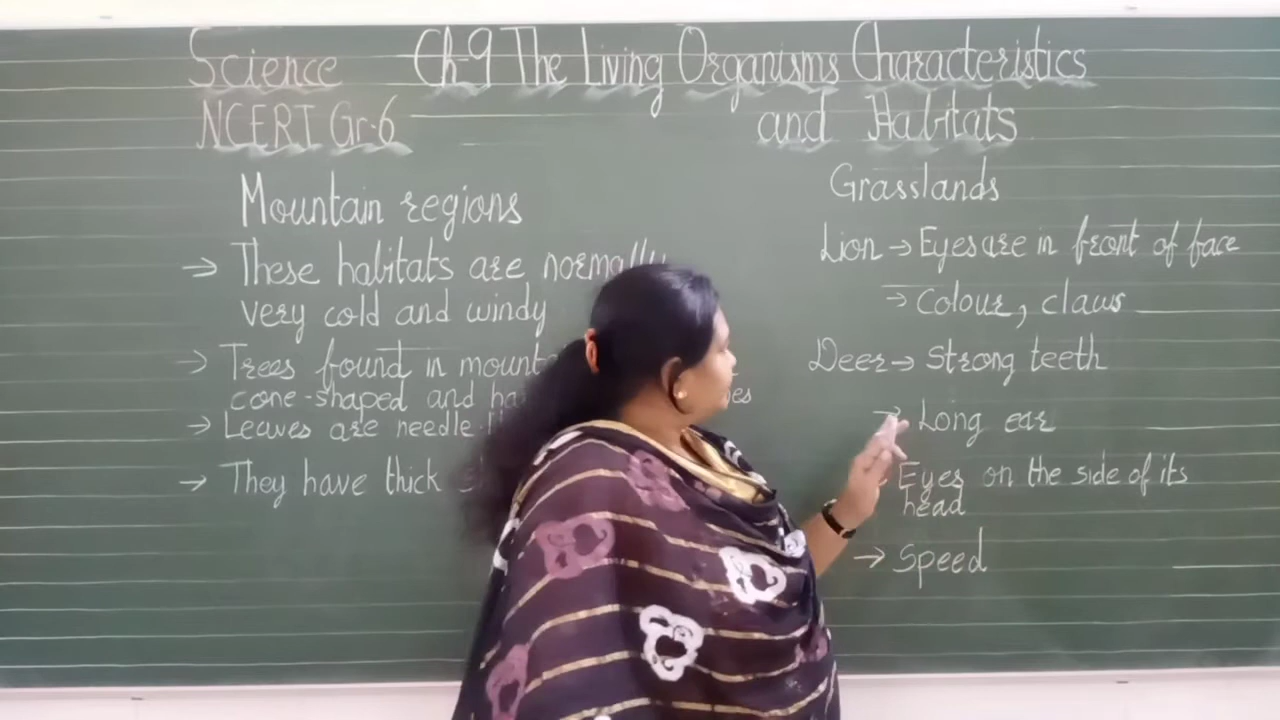 Science Ch-9 The Living Organisms Characteristics
NCERT Gr-6 and Habitats
Mountain regions
→ These habitats are normally
very cold and windy
→ Trees found in
cone-shaped and
→ Leaves are needle
→ They have thick
Grasslands
Lion → Eyes are in front of face
→ Colour, claws
Deer → Strong teeth
→ Long ear
Eyes on the side of its
head
→ Speed